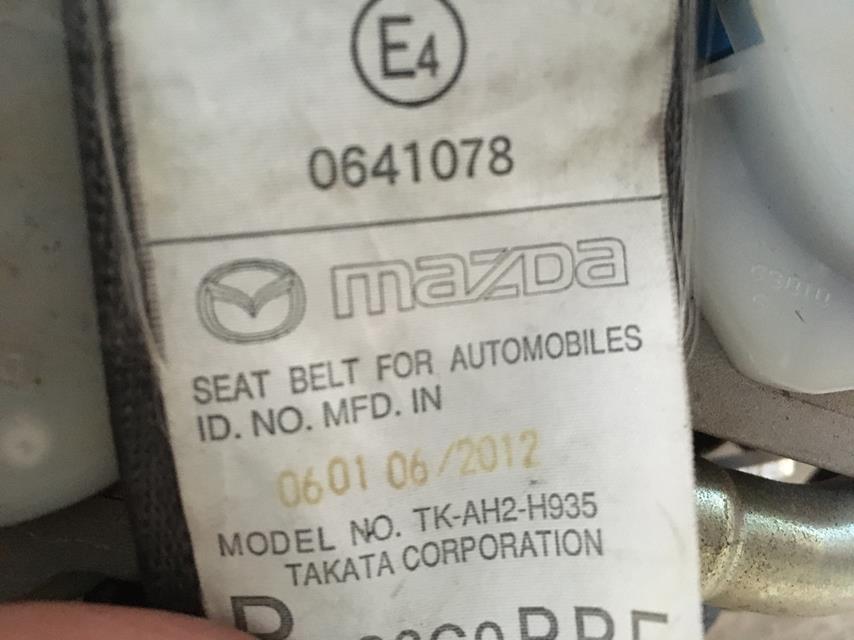 E4
0641078
mazda
SEAT BELT FOR AUTOMOBILES
ID. NO. MFD. IN
0601 06/2012
MODEL NO. TK-AH2-H935
TAKATA CORPORATION